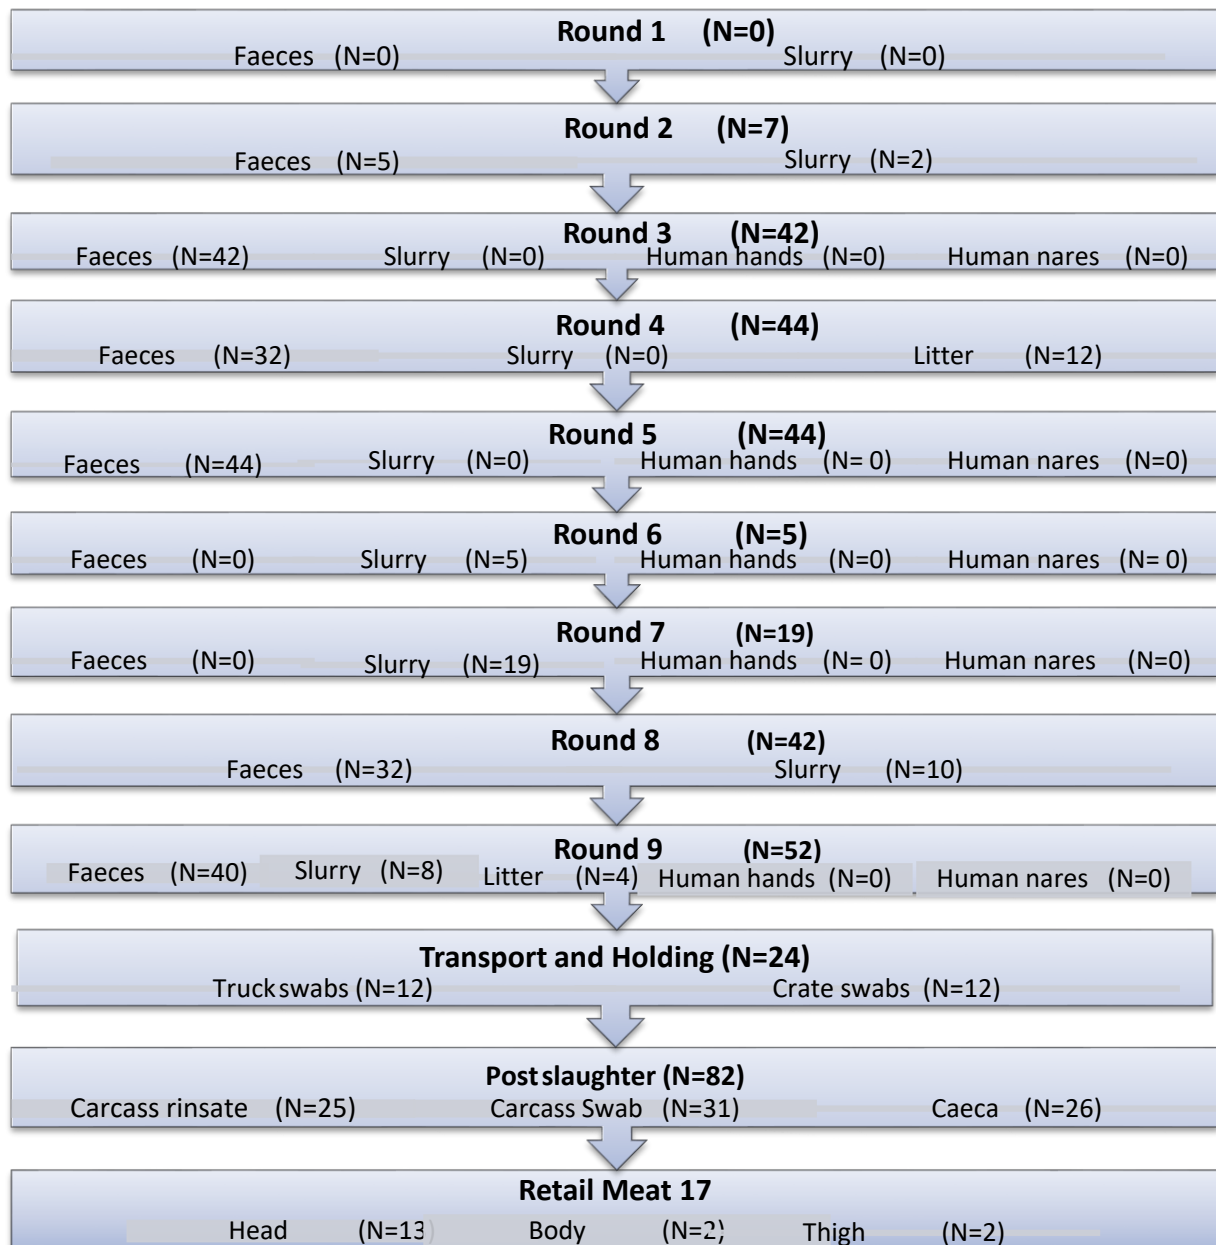 Round 1 (N=0)
Faeces (N=0) Slurry (N=0)
Round 2 (N=7)
Faeces (N=5) Slurry (N=2)
Round 3 (N=42)
Faeces (N=42) Slurry (N=0) Human hands (N=0) Human nares (N=0)
Round 4 (N=44)
Faeces (N=32) Slurry (N=0) Litter (N=12)
Round 5 (N=44)
Faeces (N=44) Slurry (N=0) Human hands (N= 0) Human nares (N=0)
Round 6 (N=5)
Faeces (N=0) Slurry (N=5) Human hands (N=0) Human nares (N= 0)
Round 7 (N=19)
Faeces (N=0) Slurry (N=19) Human hands (N= 0) Human nares (N=0)
Round 8 (N=42)
Faeces (N=32) Slurry (N=10)
Round 9 (N=52)
Faeces (N=40) Slurry (N=8) Litter (N=4) Human hands (N=0) Human nares (N=0)
Transport and Holding (N=24)
Truck swabs (N=12) Crate swabs (N=12)
Post slaughter (N=82)
Carcass rinsate (N=25) Carcass Swab (N=31) Caeca (N=26)
Retail Meat 17
Head (N=13) Body (N=2) Thigh (N=2)